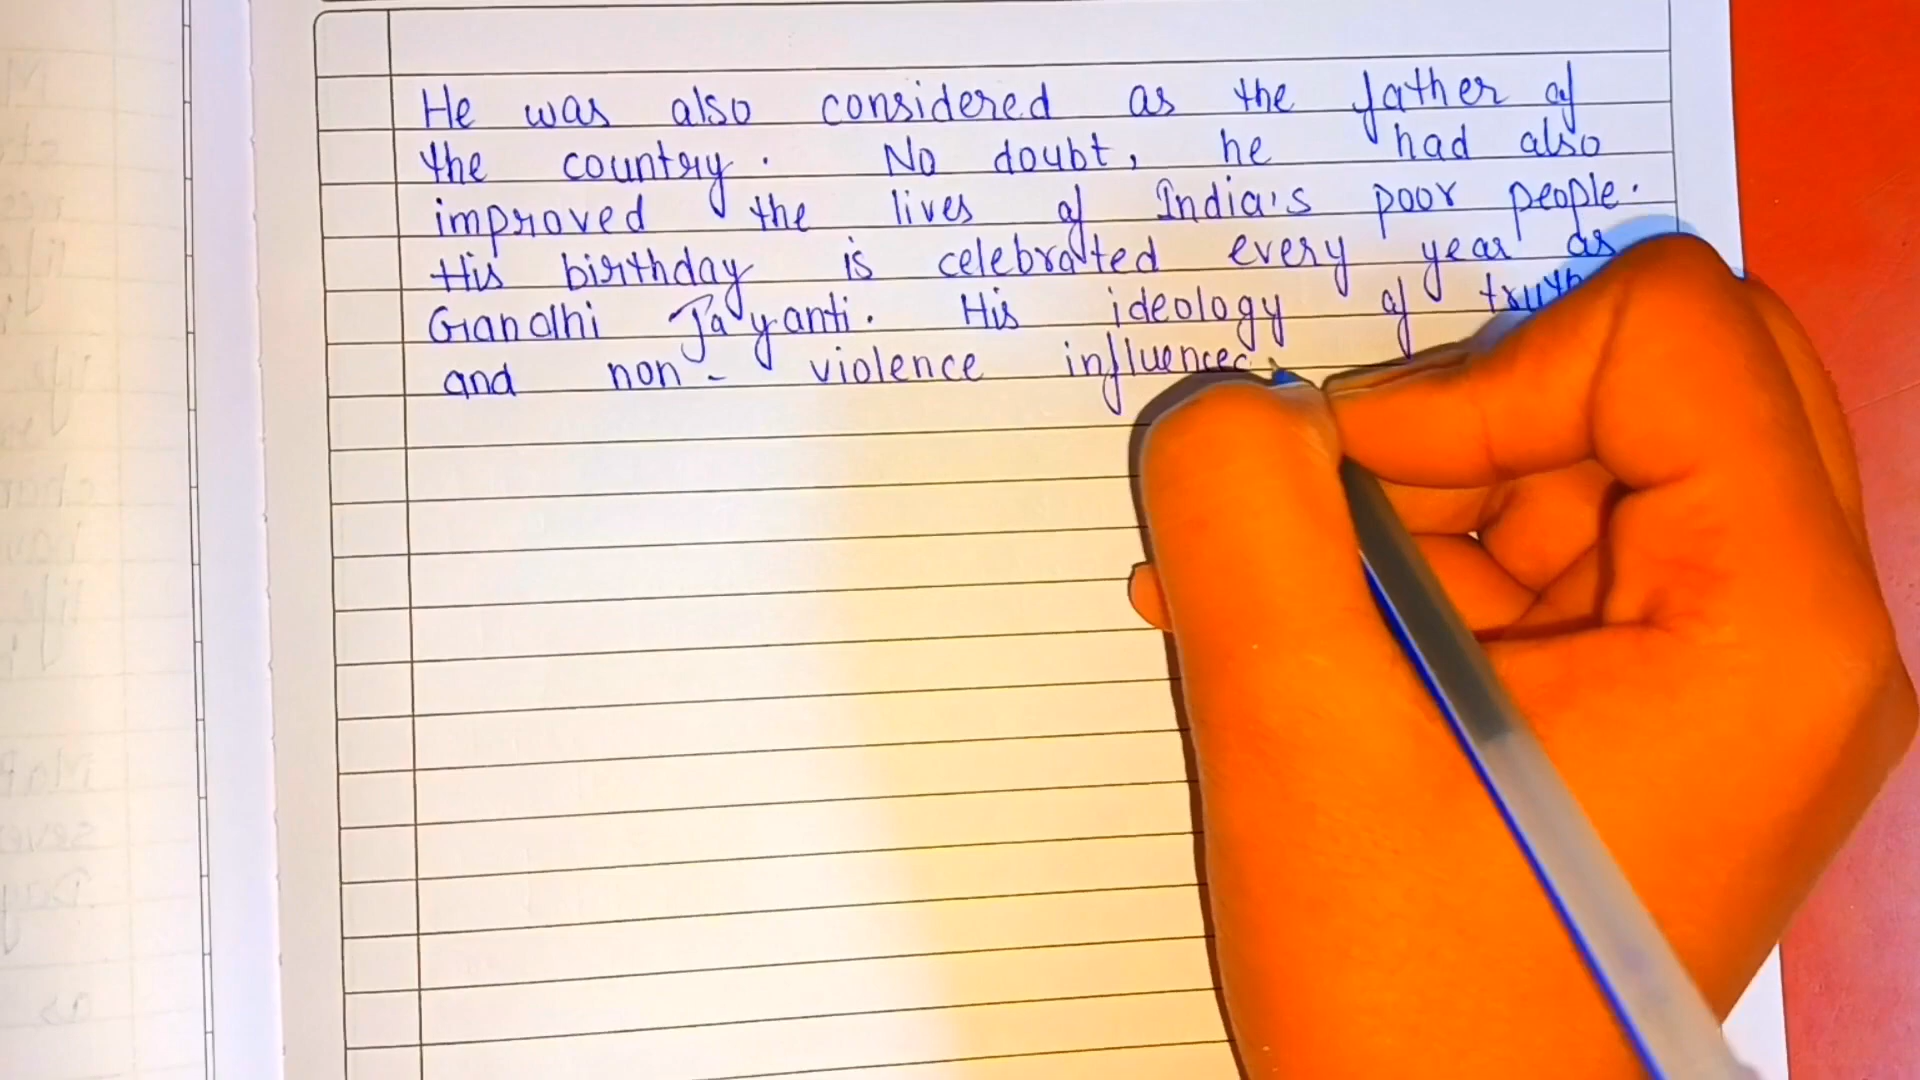 He was also considered as the father of
the country. No doubt, he had also
improved the lives of India's poor people.
His birthday is celebrated every year as
Gandhi Jayanti. His ideology of truth
and non- violence influenced